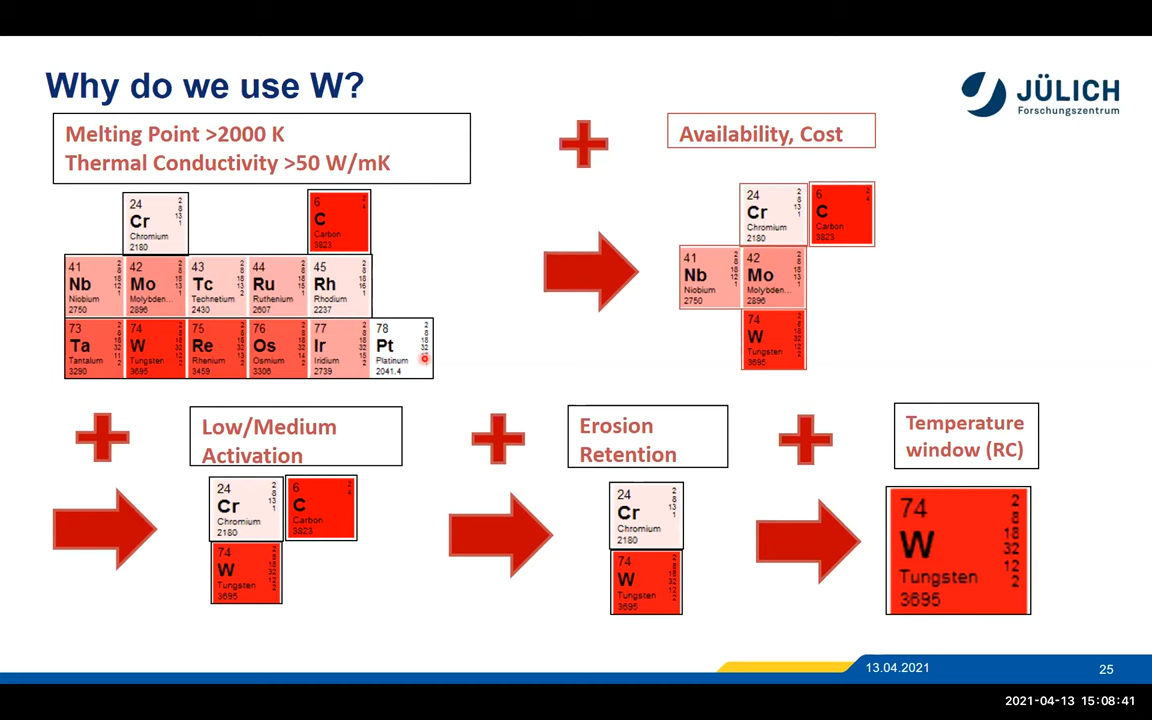 Why do we use W?
JÜLICH
Forschungszentrum
Melting Point >2000 K
Thermal Conductivity >50 W/mK
Availability, Cost
24
Cr
Chromium
2180
6
C
Carbon
3823
41
Nb
Niobium
2750
42
Mo
Molybden...
2896
43
Tc
Technetium
2430
44
Ru
Ruthenium
2607
45
Rh
Rhodium
2237
73
Ta
Tantalum
3290
74
W
Tungsten
3695
75
Re
Rhenium
3459
76
Os
Osmium
3306
77
Ir
Iridium
2739
78
Pt
Platinum
2041.4
24
Cr
Chromium
2180
6
C
Carbon
3823
41
Nb
Niobium
2750
42
Mo
Molybden...
2896
74
W
Tungsten
3695
Low/Medium
Activation
24
Cr
Chromium
2180
6
C
Carbon
3823
74
W
Tungsten
3695
Erosion
Retention
24
Cr
Chromium
2180
74
W
Tungsten
3695
Temperature
window (RC)
74
W
Tungsten
3695
2
8
18
32
12
2
13.04.2021
25
2021-04-13 15:08:41